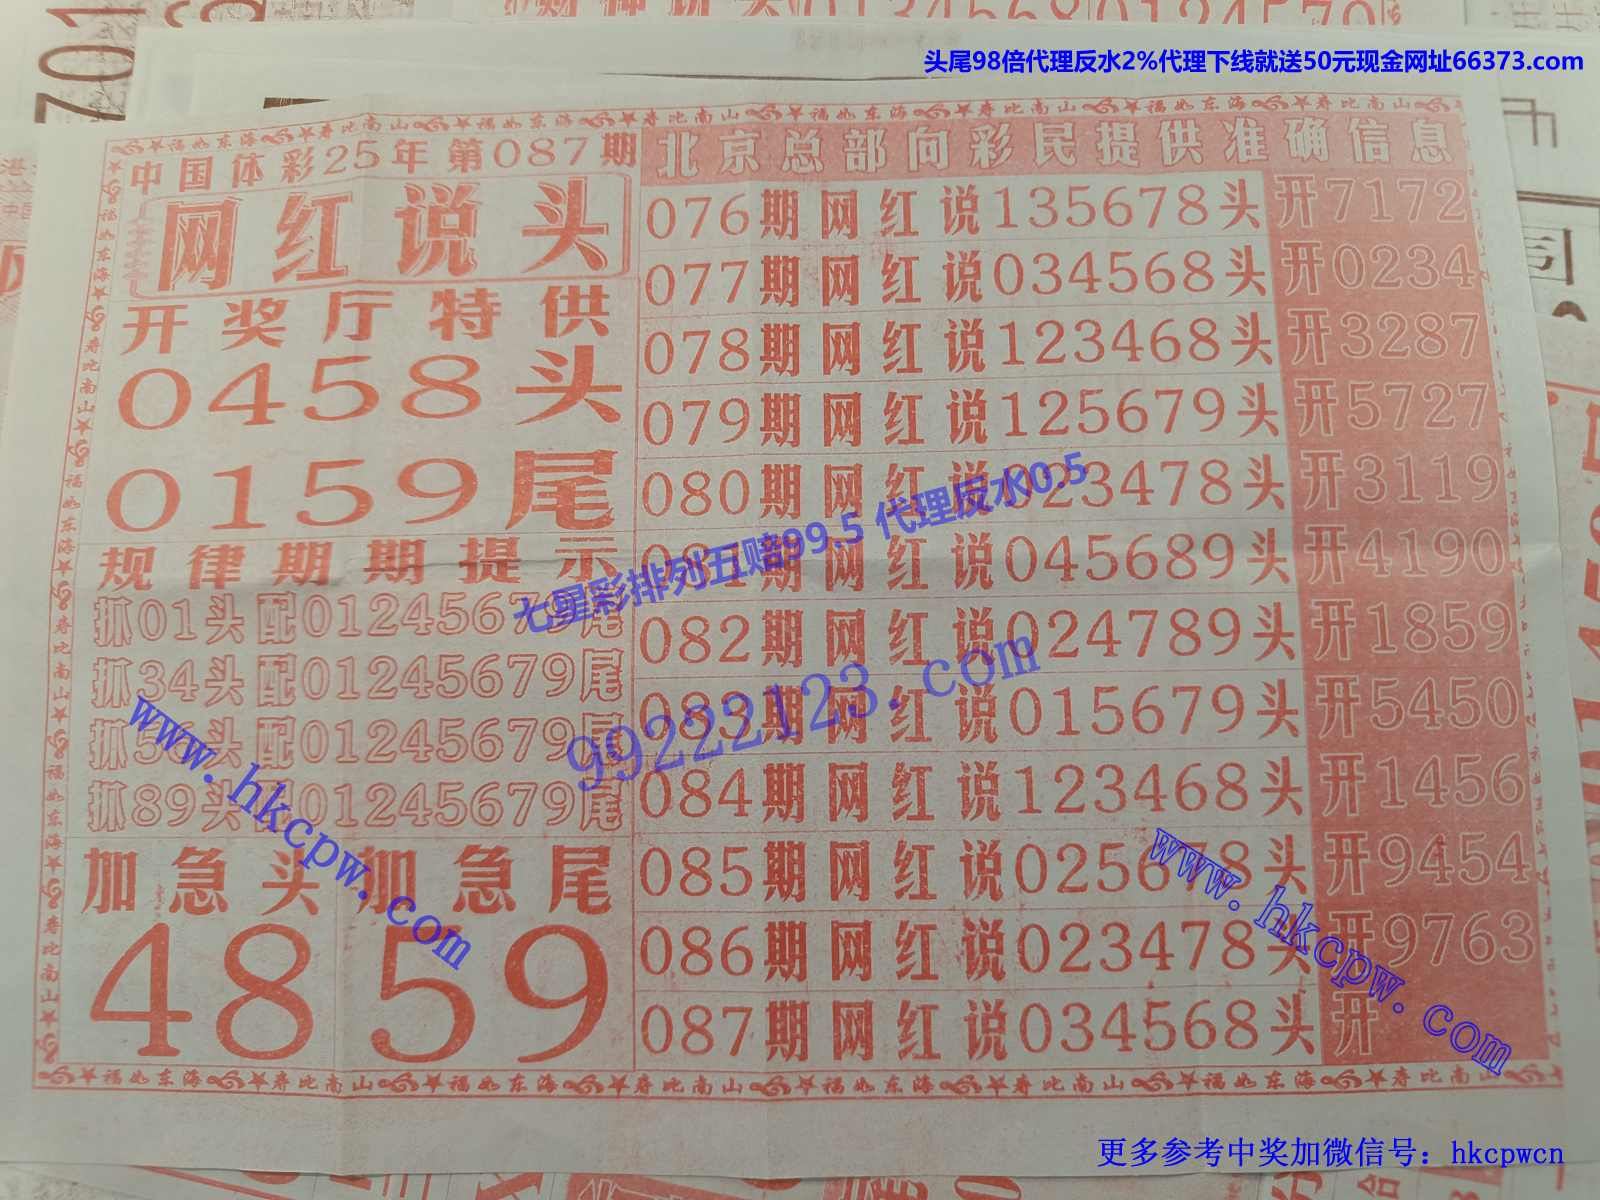 头尾98倍代理反水2%代理下线就送50元现金网址66373.com
中国体彩25年第087期
网红说头
开奖厅特供
0458头
0159尾
规律期期提示
抓01头配01245679尾
抓34头配01245679尾
抓56头配01245679尾
抓89头配01245679尾
加急头 加急尾
48 59
北京总部向彩民提供准确信息
076期网红说135678头 开7172
077期网红说034568头 开0234
078期网红说123468头 开3287
079期网红说125679头 开5727
080期网红说023478头 开3119
081期网红说045689头 开4190
082期网红说024789头 开1859
083期网红说015679头 开5450
084期网红说123468头 开1456
085期网红说025678头 开9454
086期网红说023478头 开9763
087期网红说034568头 开
七星彩排列五赔99.5 代理反水0.5
99222123.com
www.hkcpw.com
www.hkcpw.com
福如东海 寿比南山
更多参考中奖加微信号：hkcpwcn